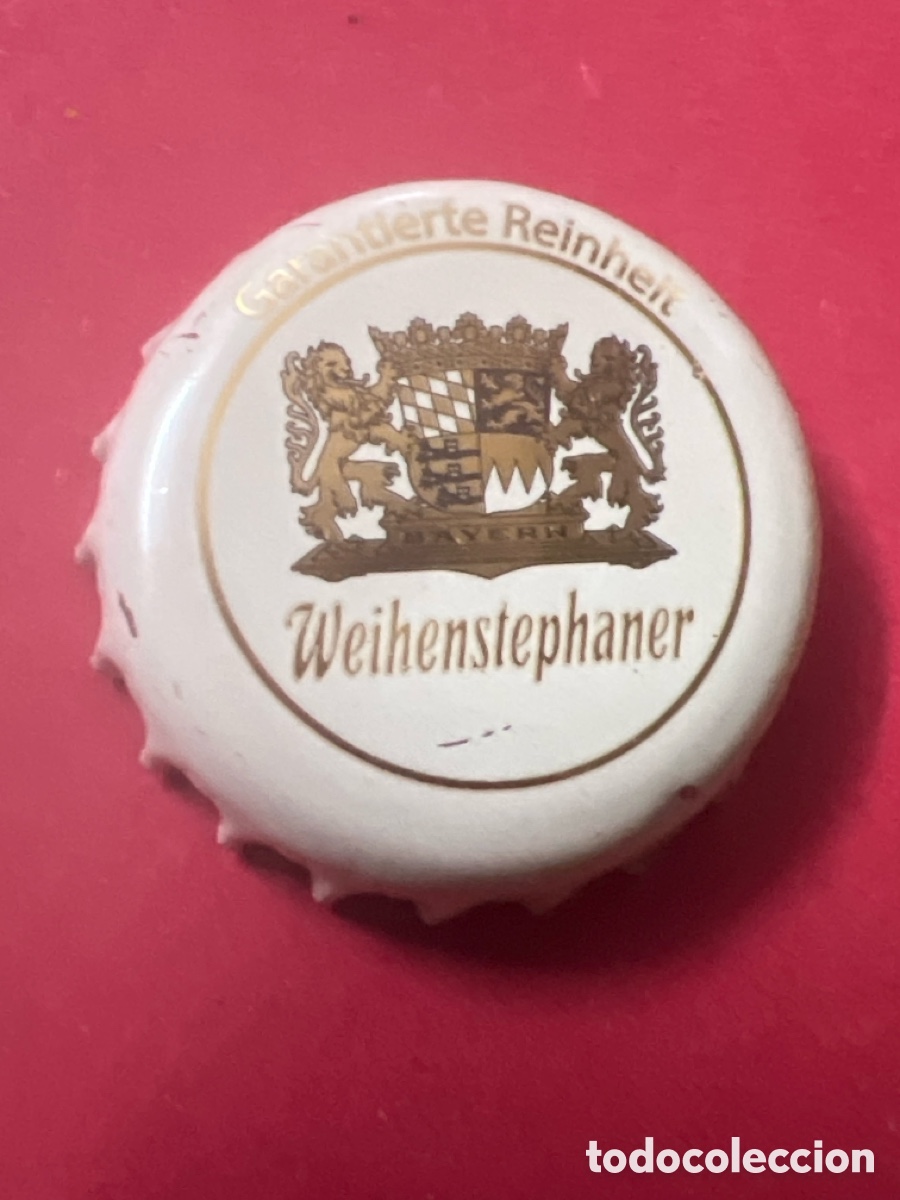 Garantierte Reinheit
BAYERN
Weihenstephaner
todocoleccion